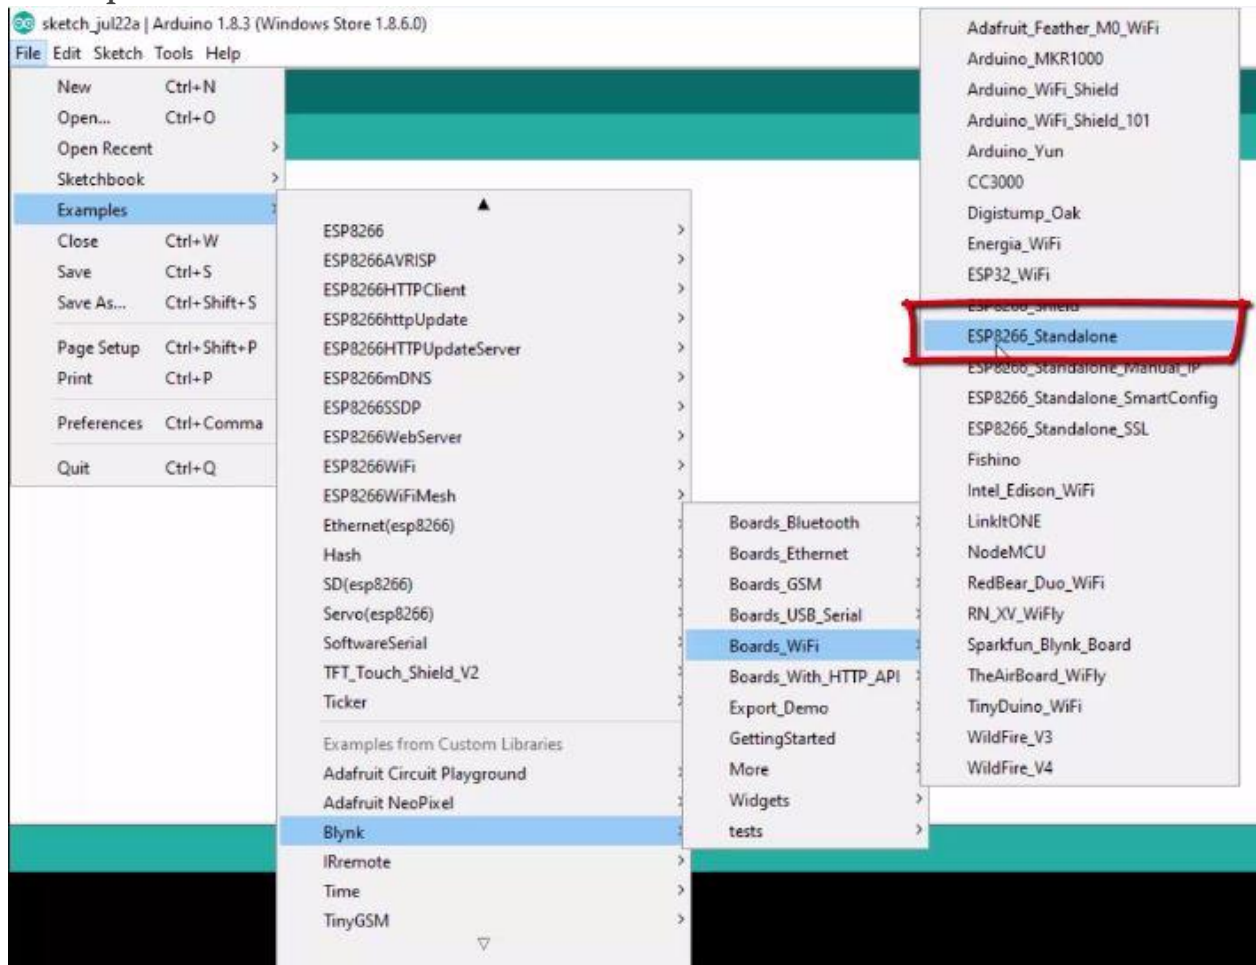 sketch_jul22a | Arduino 1.8.3 (Windows Store 1.8.6.0)
File Edit Sketch Tools Help
New Ctrl+N
Open... Ctrl+O
Open Recent
Sketchbook
Examples
Close Ctrl+W
Save Ctrl+S
Save As... Ctrl+Shift+S
Page Setup Ctrl+Shift+P
Print Ctrl+P
Preferences Ctrl+Comma
Quit Ctrl+Q
ESP8266
ESP8266AVRISP
ESP8266HTTPClient
ESP8266httpUpdate
ESP8266HTTPUpdateServer
ESP8266mDNS
ESP8266SSDP
ESP8266WebServer
ESP8266WiFi
ESP8266WiFiMesh
Ethernet(esp8266)
Hash
SD(esp8266)
Servo(esp8266)
SoftwareSerial
TFT_Touch_Shield_V2
Ticker
Examples from Custom Libraries
Adafruit Circuit Playground
Adafruit NeoPixel
Blynk
IRremote
Time
TinyGSM
Boards_Bluetooth
Boards_Ethernet
Boards_GSM
Boards_USB_Serial
Boards_WiFi
Boards_With_HTTP_API
Export_Demo
GettingStarted
More
Widgets
tests
Adafruit_Feather_M0_WiFi
Arduino_MKR1000
Arduino_WiFi_Shield
Arduino_WiFi_Shield_101
Arduino_Yun
CC3000
Digistump_Oak
Energia_WiFi
ESP32_WiFi
ESP8266_Shield
ESP8266_Standalone
ESP8266_Standalone_Manual_IP
ESP8266_Standalone_SmartConfig
ESP8266_Standalone_SSL
Fishino
Intel_Edison_WiFi
LinkItONE
NodeMCU
RedBear_Duo_WiFi
RN_XV_WiFly
Sparkfun_Blynk_Board
TheAirBoard_WiFly
TinyDuino_WiFi
WildFire_V3
WildFire_V4